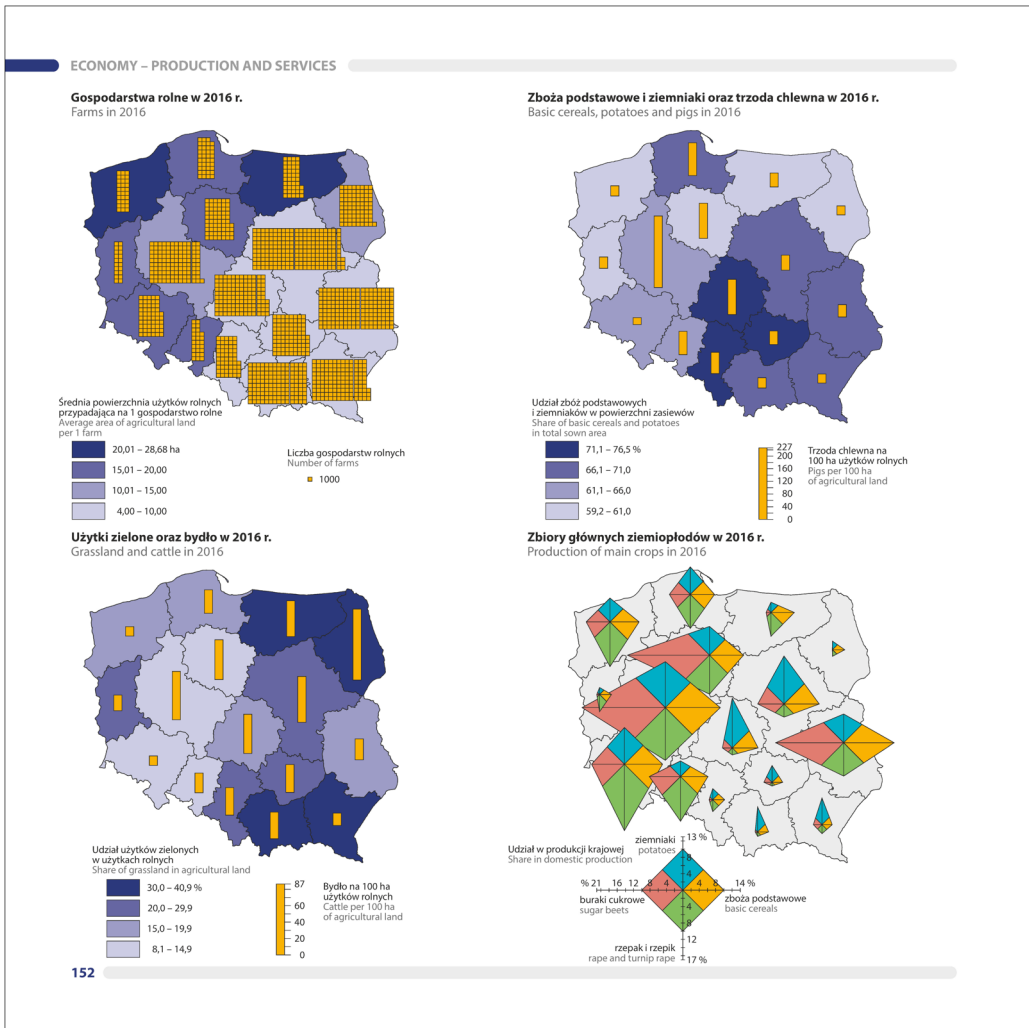 ECONOMY – PRODUCTION AND SERVICES
Gospodarstwa rolne w 2016 r.
Farms in 2016
Średnia powierzchnia użytków rolnych
przypadająca na 1 gospodarstwo rolne
Average area of agricultural land
per 1 farm
20,01 – 28,68 ha
15,01 – 20,00
10,01 – 15,00
4,00 – 10,00
Liczba gospodarstw rolnych
Number of farms
1000
Zboża podstawowe i ziemniaki oraz trzoda chlewna w 2016 r.
Basic cereals, potatoes and pigs in 2016
Udział zbóż podstawowych
i ziemniaków w powierzchni zasiewów
Share of basic cereals and potatoes
in total sown area
71,1 – 76,5 %
66,1 – 71,0
61,1 – 66,0
59,2 – 61,0
227
200
160
120
80
40
0
Trzoda chlewna na
100 ha użytków rolnych
Pigs per 100 ha
of agricultural land
Użytki zielone oraz bydło w 2016 r.
Grassland and cattle in 2016
Udział użytków zielonych
w użytkach rolnych
Share of grassland in agricultural land
30,0 – 40,9 %
20,0 – 29,9
15,0 – 19,9
8,1 – 14,9
87
60
40
20
0
Bydło na 100 ha
użytków rolnych
Cattle per 100 ha
of agricultural land
Zbiory głównych ziemiopłodów w 2016 r.
Production of main crops in 2016
Udział w produkcji krajowej
Share in domestic production
ziemniaki
potatoes
13 %
8
4
% 21 16 12 8 4 4 8 14 %
buraki cukrowe
sugar beets
zboża podstawowe
basic cereals
4
8
12
17 %
rzepak i rzepik
rape and turnip rape
152